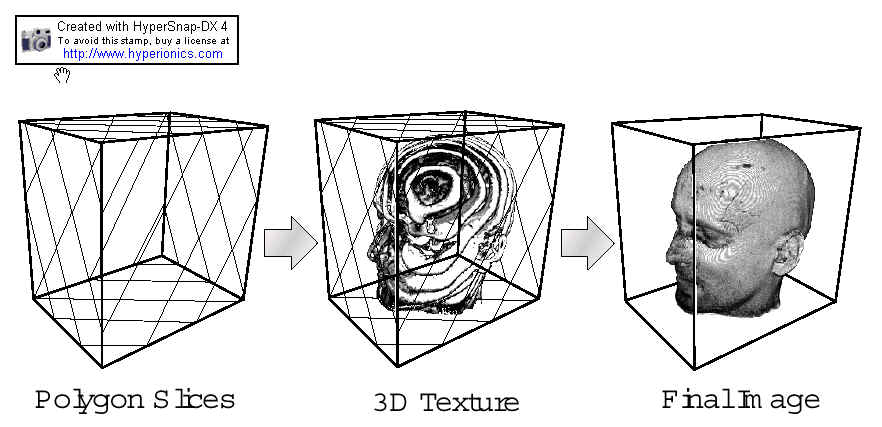 Created with HyperSnap-DX 4
To avoid this stamp, buy a license at
http://www.hyperionics.com
Polygon Slices
3D Texture
Final Image